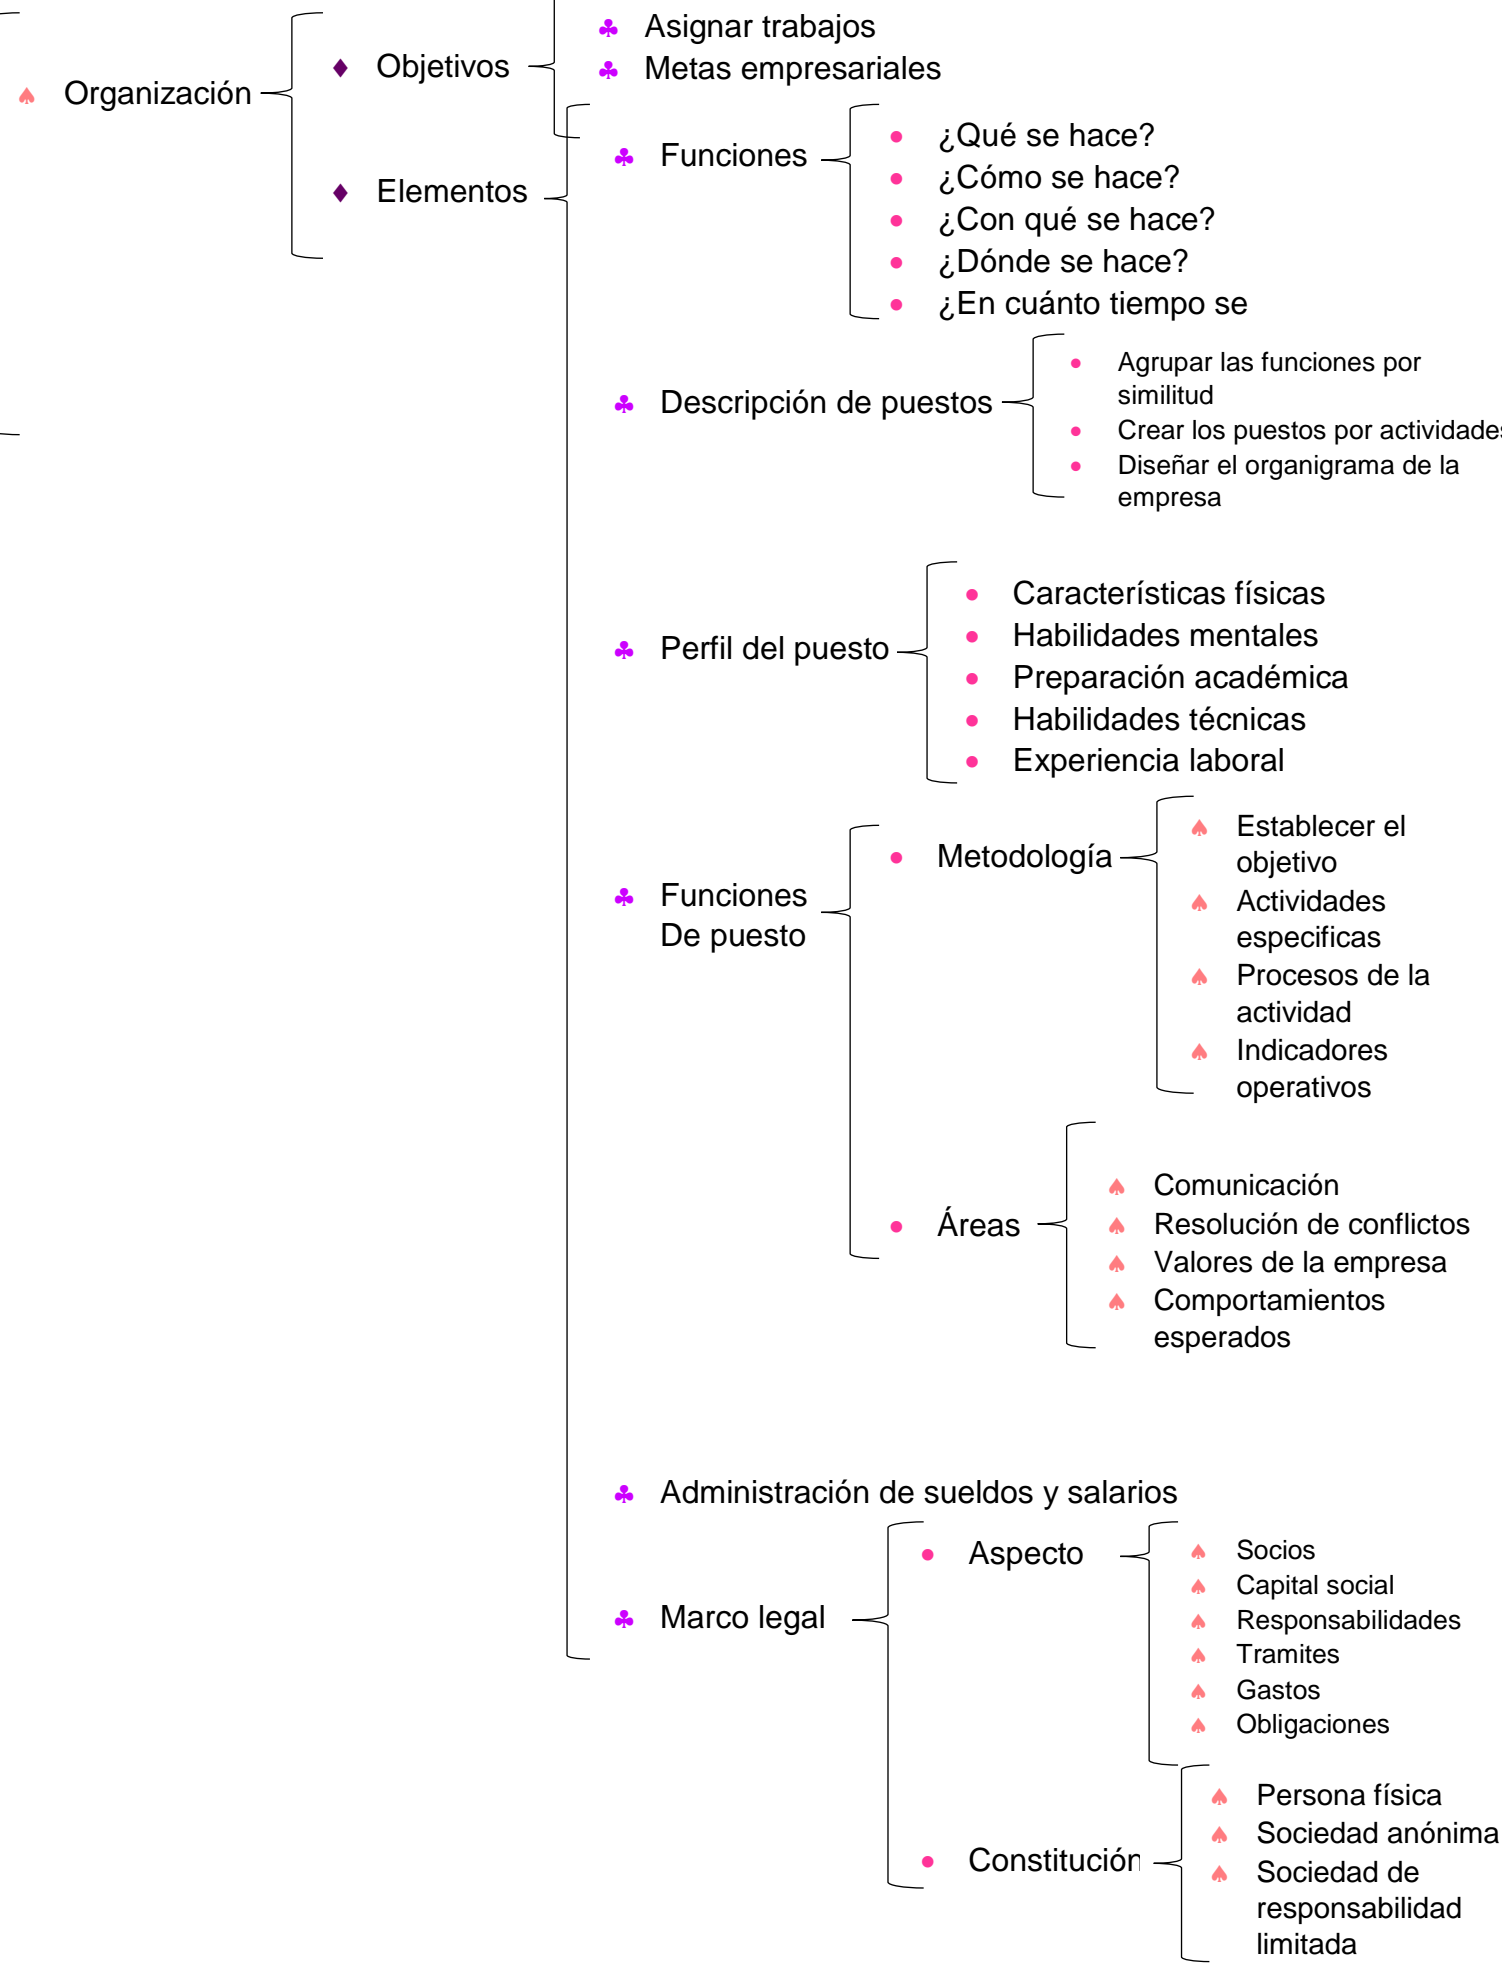 Organización
Objetivos
Asignar trabajos
Metas empresariales
Elementos
Funciones
¿Qué se hace?
¿Cómo se hace?
¿Con qué se hace?
¿Dónde se hace?
¿En cuánto tiempo se
Descripción de puestos
Agrupar las funciones por
similitud
Crear los puestos por actividades
Diseñar el organigrama de la
empresa
Perfil del puesto
Características físicas
Habilidades mentales
Preparación académica
Habilidades técnicas
Experiencia laboral
Funciones
De puesto
Metodología
Establecer el
objetivo
Actividades
especificas
Procesos de la
actividad
Indicadores
operativos
Áreas
Comunicación
Resolución de conflictos
Valores de la empresa
Comportamientos
esperados
Administración de sueldos y salarios
Marco legal
Aspecto
Socios
Capital social
Responsabilidades
Tramites
Gastos
Obligaciones
Constitución
Persona física
Sociedad anónima
Sociedad de
responsabilidad
limitada